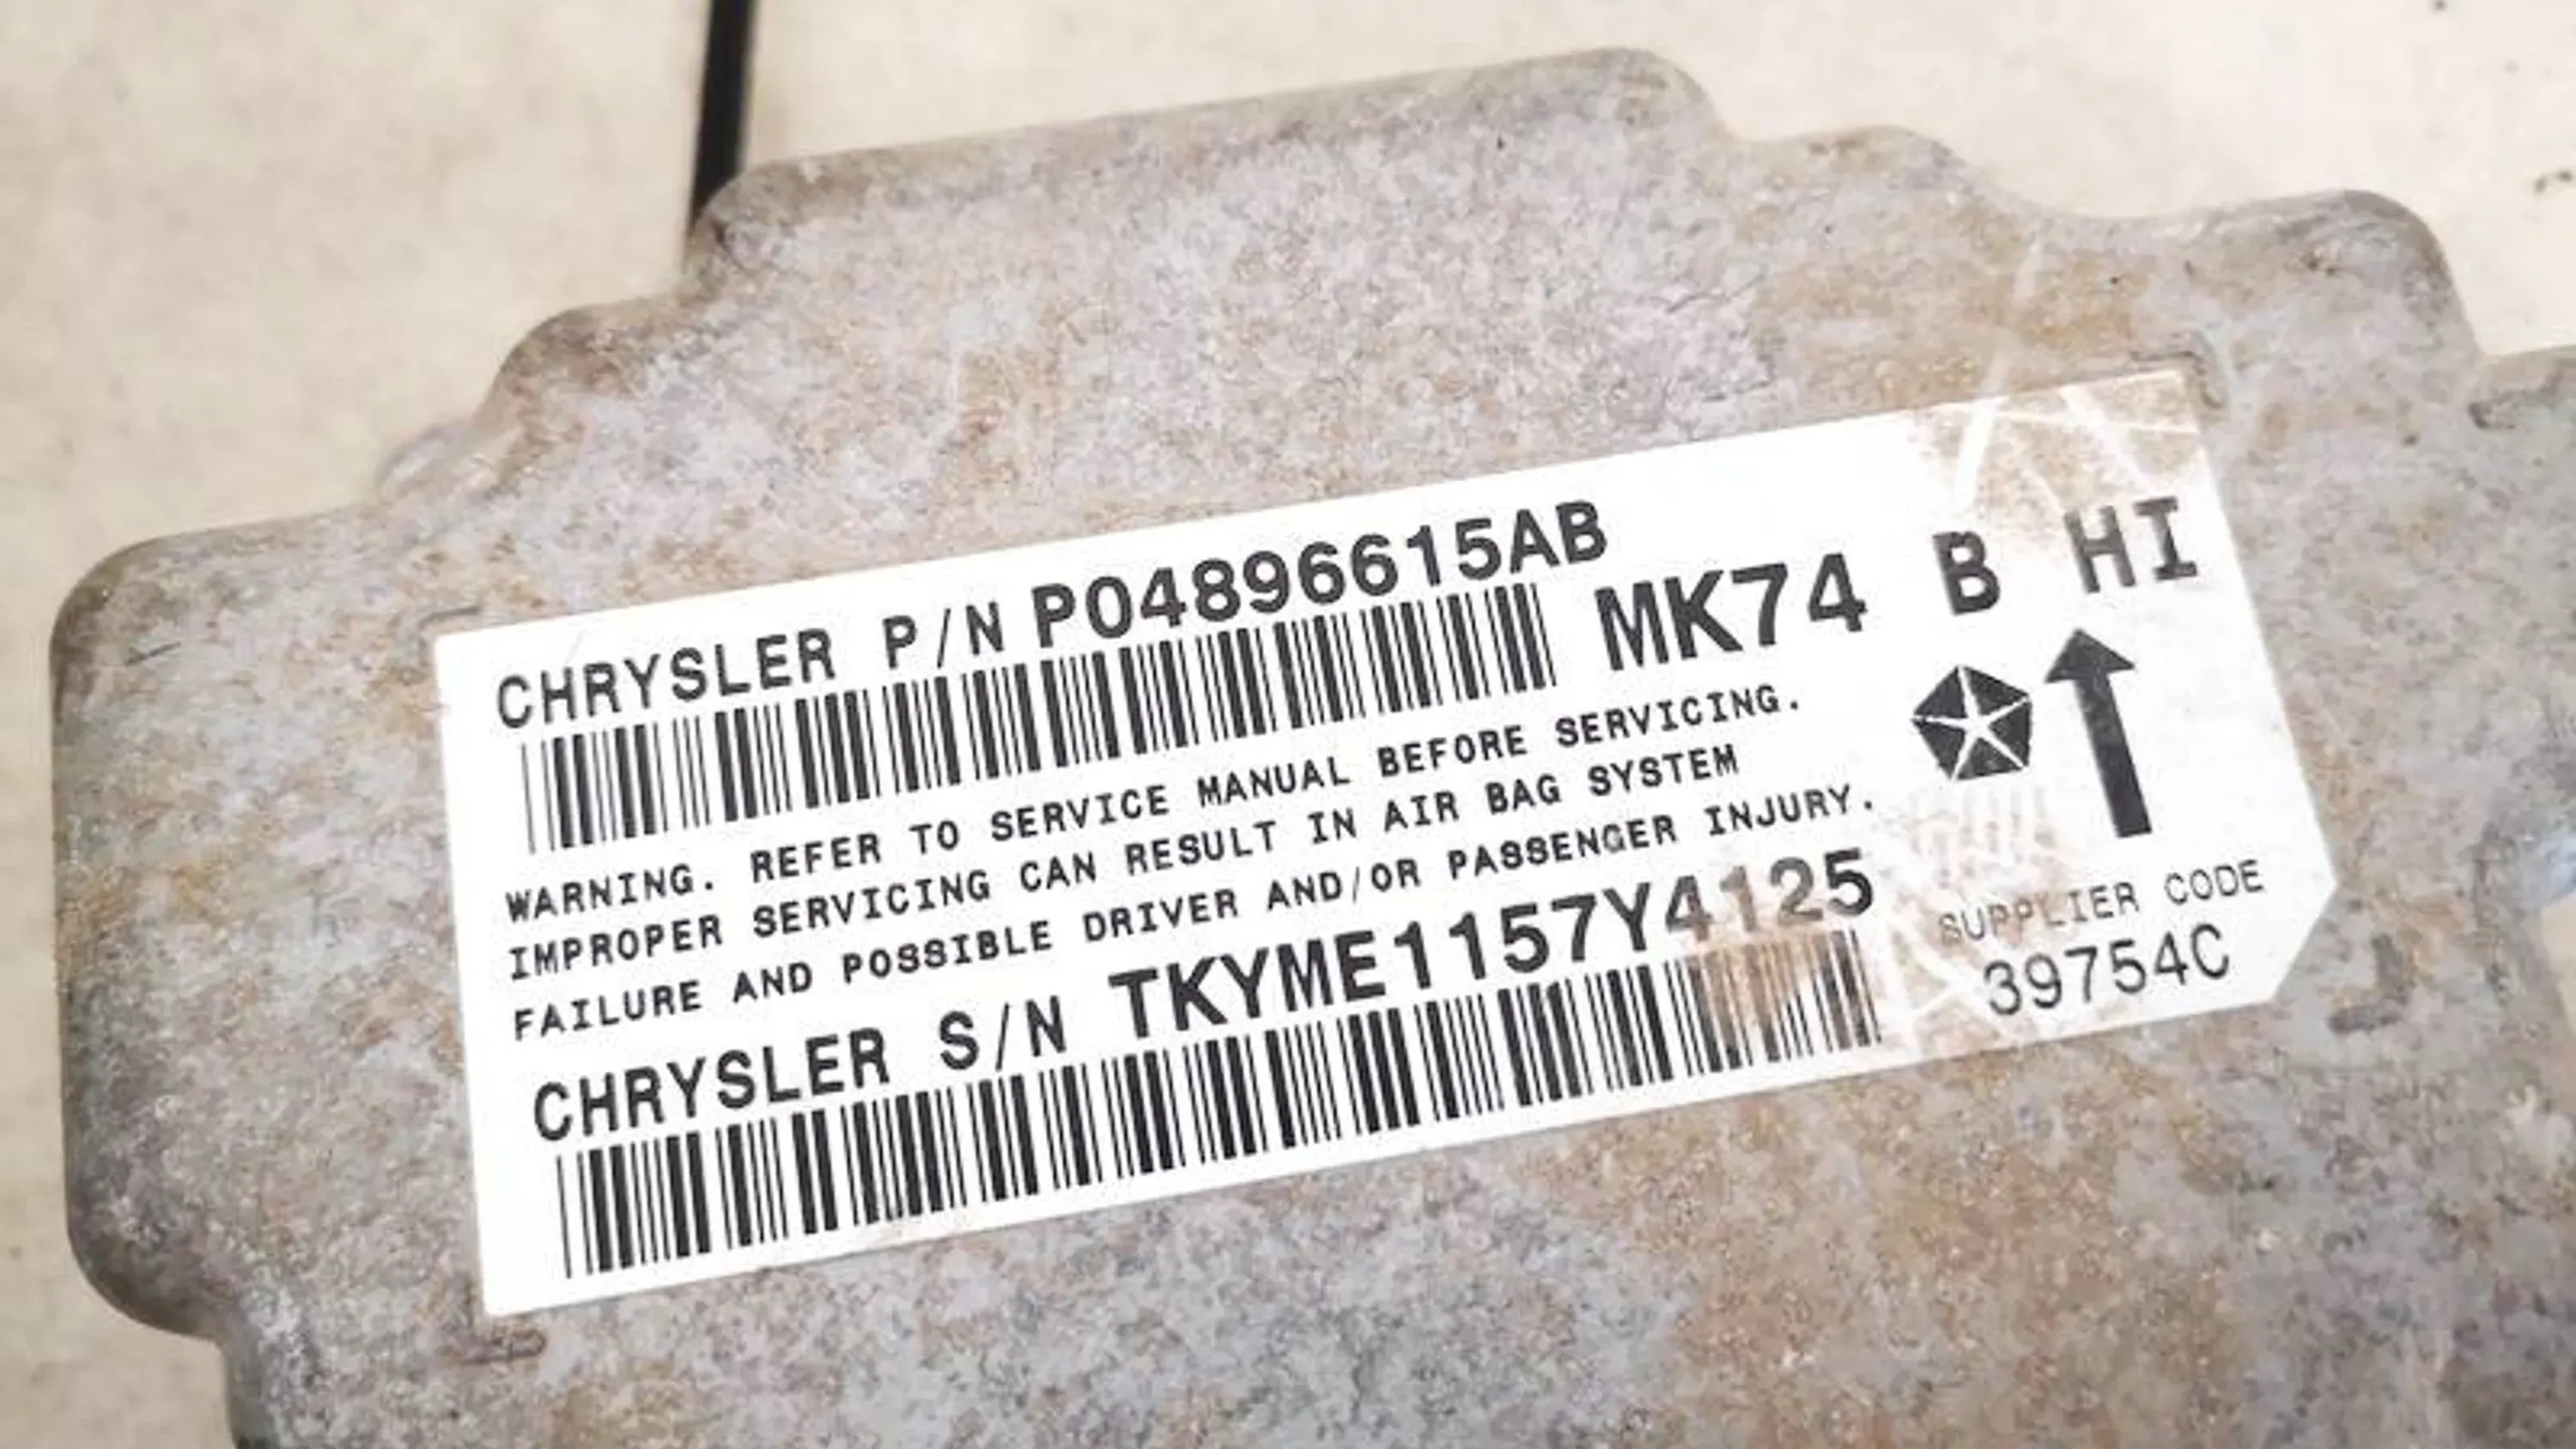 CHRYSLER P/N P04896615AB
MK74 B HI
WARNING. REFER TO SERVICE MANUAL BEFORE SERVICING.
IMPROPER SERVICING CAN RESULT IN AIR BAG SYSTEM
FAILURE AND POSSIBLE DRIVER AND/OR PASSENGER INJURY.
CHRYSLER S/N TKYME1157Y4125
SUPPLIER CODE
39754C